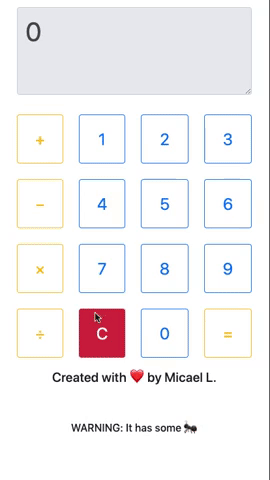 0
+ 1 2 3
− 4 5 6
× 7 8 9
÷ C 0 =
Created with ❤️ by Micael L.
WARNING: It has some 🐜